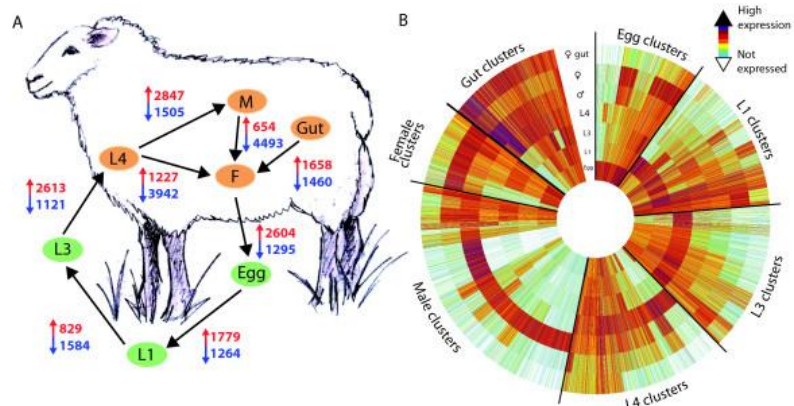 A
↑2847
↓1505
M
↑654
↓4493
Gut
L4
F
↑1227
↓3942
↑1658
↓1460
↑2613
↓1121
L3
↑2604
↓1295
Egg
↑829
↓1584
L1
↑1779
↓1264
B
High expression
Not expressed
Gut clusters
Egg clusters
L1 clusters
L3 clusters
L4 clusters
Male clusters
Female clusters
♀ gut
♀
♂
L4
L3
L1
Egg